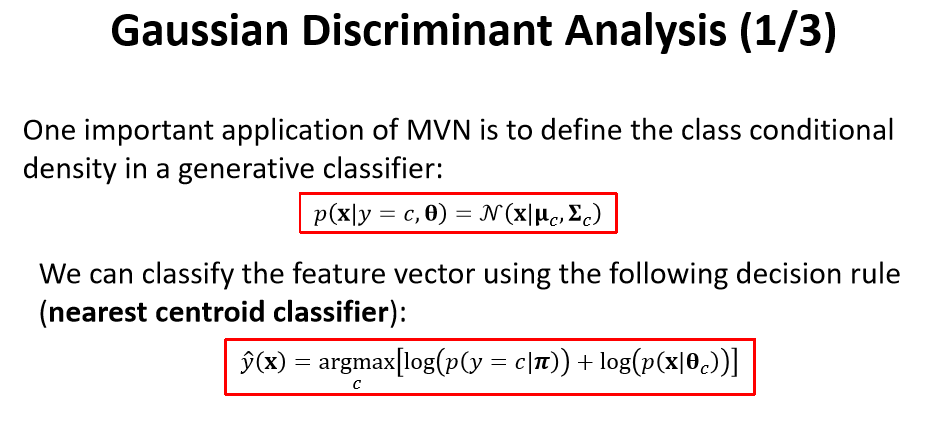 Gaussian Discriminant Analysis (1/3)
One important application of MVN is to define the class conditional
density in a generative classifier:
p(𝐱|y = c, 𝛉) = 𝒩(𝐱|𝛍_c, 𝚺_c)
We can classify the feature vector using the following decision rule
(nearest centroid classifier):
ŷ(𝐱) = argmax_c[log(p(y = c|𝝅)) + log(p(𝐱|𝛉_c))]